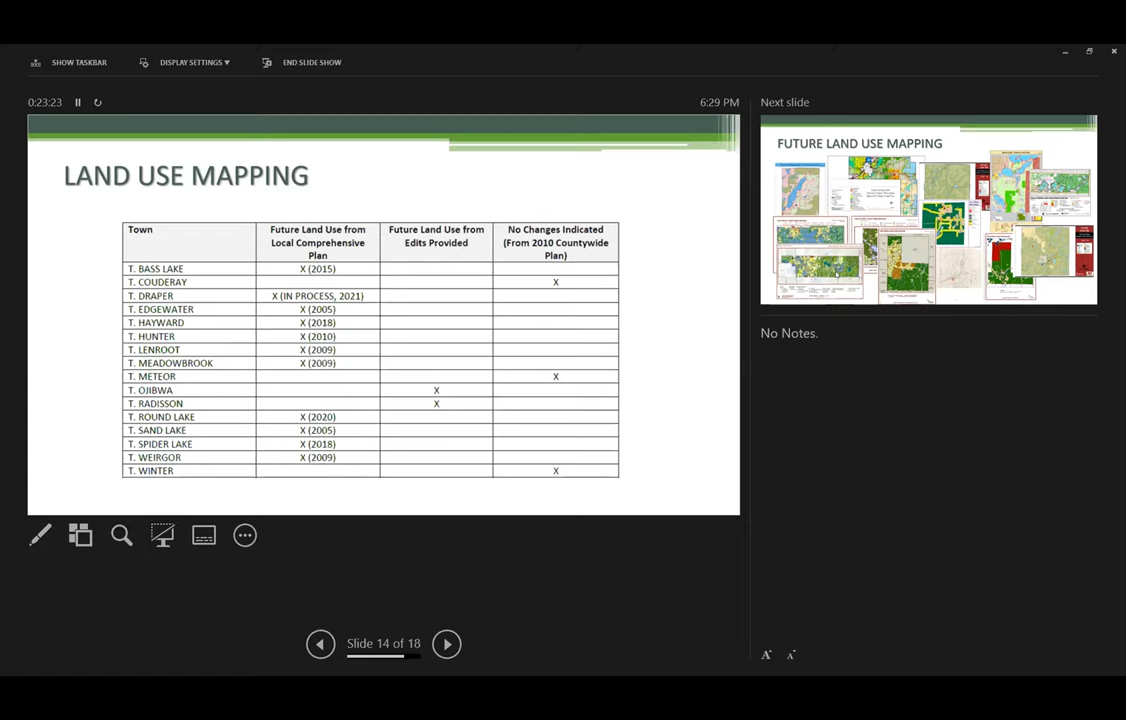 SHOW TASKBAR
DISPLAY SETTINGS ▼
END SLIDE SHOW
0:23:23
6:29 PM
LAND USE MAPPING
Town
Future Land Use from
Local Comprehensive
Plan
Future Land Use from
Edits Provided
No Changes Indicated
(From 2010 Countywide
Plan)
T. BASS LAKE X (2015)
T. COUDERAY X
T. DRAPER X (IN PROCESS, 2021)
T. EDGEWATER X (2005)
T. HAYWARD X (2018)
T. HUNTER X (2010)
T. LENROOT X (2009)
T. MEADOWBROOK X (2009)
T. METEOR X
T. OJIBWA X
T. RADISSON X
T. ROUND LAKE X (2020)
T. SAND LAKE X (2005)
T. SPIDER LAKE X (2018)
T. WEIRGOR X (2009)
T. WINTER X
Slide 14 of 18
Next slide
FUTURE LAND USE MAPPING
No Notes.
A A